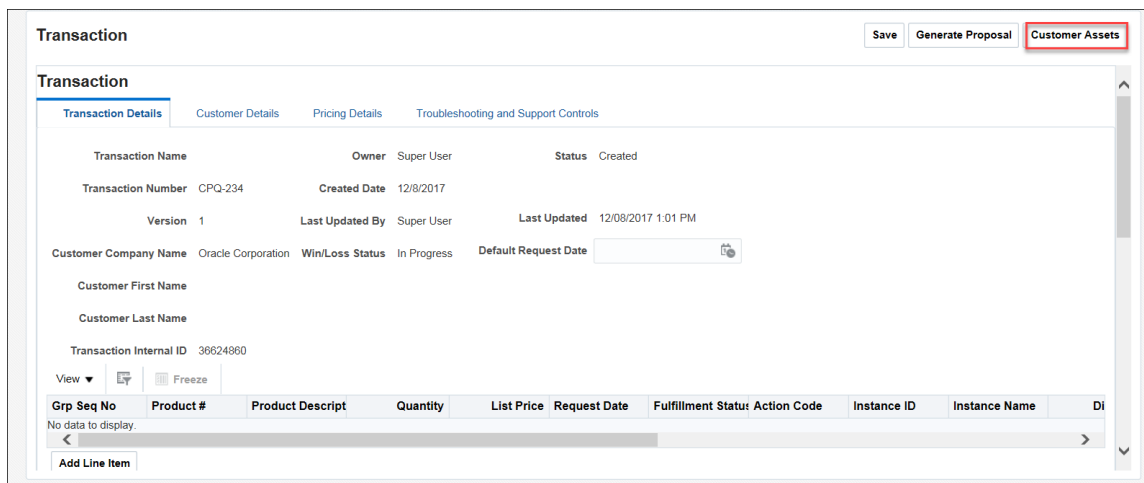 Transaction Save Generate Proposal Customer Assets
Transaction
Transaction Details Customer Details Pricing Details Troubleshooting and Support Controls
Transaction Name Owner Super User Status Created
Transaction Number CPQ-234 Created Date 12/8/2017
Version 1 Last Updated By Super User Last Updated 12/08/2017 1:01 PM
Customer Company Name Oracle Corporation Win/Loss Status In Progress Default Request Date
Customer First Name
Customer Last Name
Transaction Internal ID 36624860
View Freeze
Grp Seq No Product # Product Descript Quantity List Price Request Date Fulfillment Status Action Code Instance ID Instance Name Di
No data to display.
Add Line Item